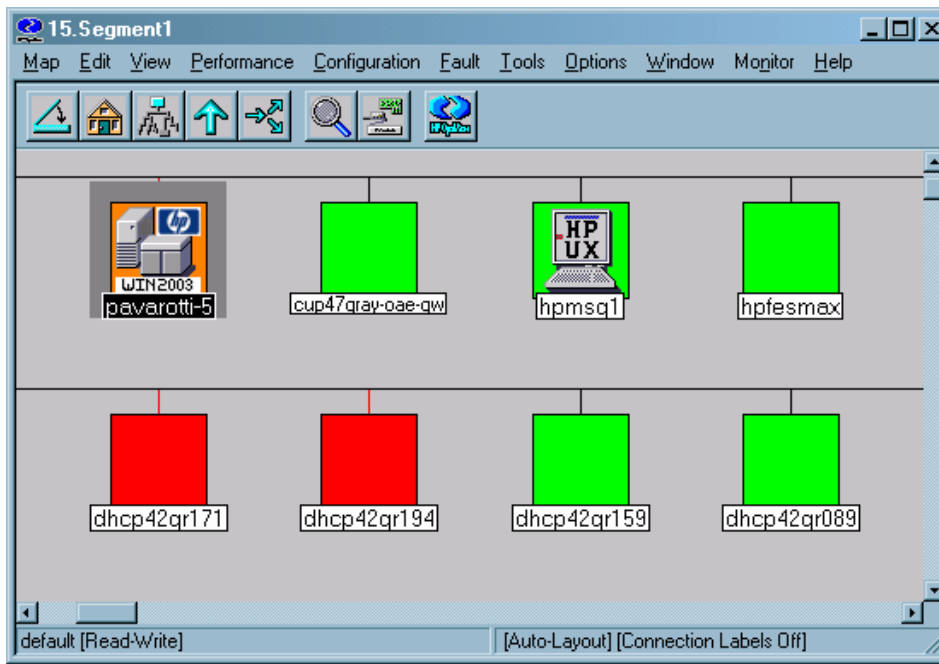 15.Segment1
Map Edit View Performance Configuration Fault Tools Options Window Monitor Help
hp HP UX
WIN2003
pavarotti-5 cup47gray-oae-gw hpmsq1 hpfesmax
dhcp42qr171 dhcp42qr194 dhcp42qr159 dhcp42qr089
default [Read-Write] [Auto-Layout] [Connection Labels Off]